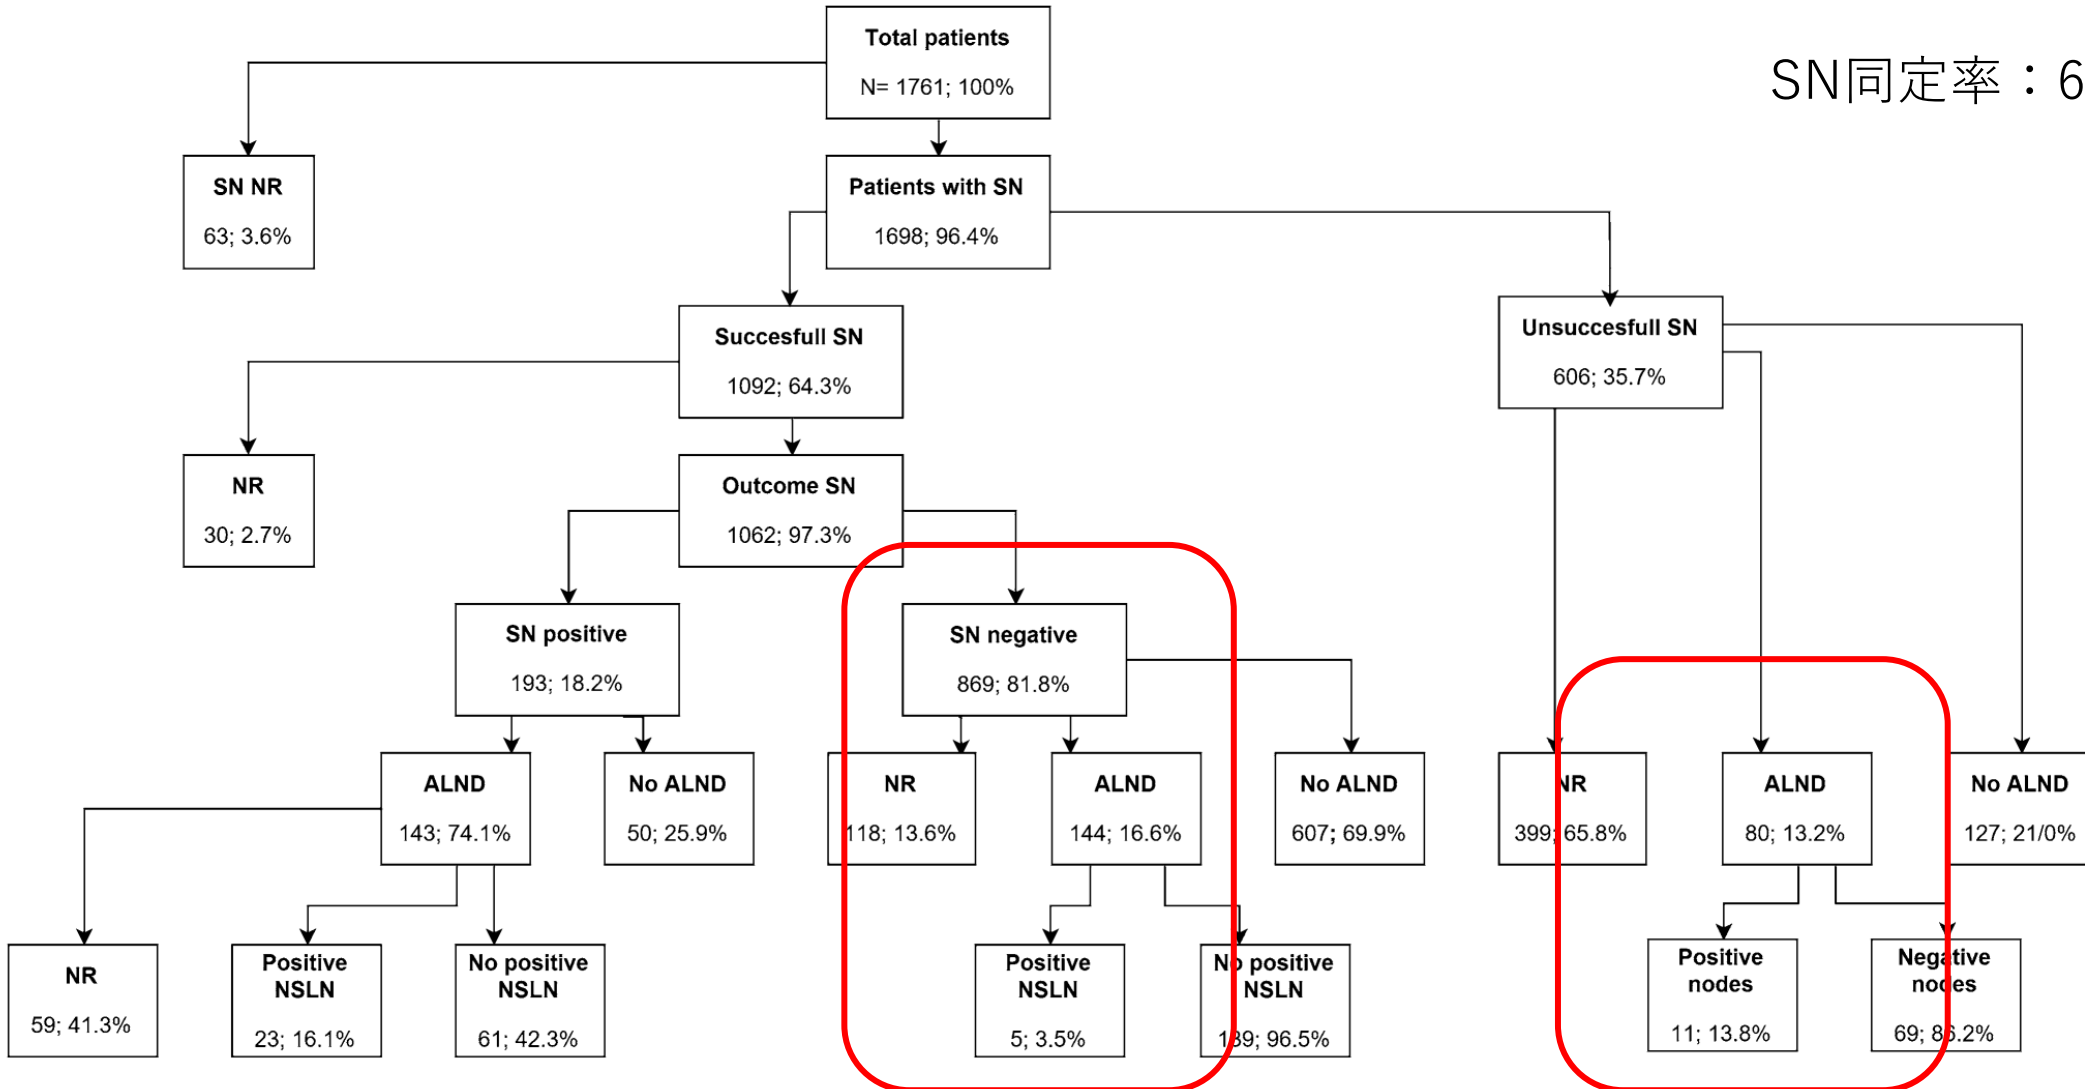 Total patients
N= 1761; 100%
SN同定率：6
SN NR
63; 3.6%
Patients with SN
1698; 96.4%
Succesfull SN
1092; 64.3%
Unsuccesfull SN
606; 35.7%
NR
30; 2.7%
Outcome SN
1062; 97.3%
SN positive
193; 18.2%
SN negative
869; 81.8%
ALND
143; 74.1%
No ALND
50; 25.9%
NR
118; 13.6%
ALND
144; 16.6%
No ALND
607; 69.9%
NR
399; 65.8%
ALND
80; 13.2%
No ALND
127; 21/0%
NR
59; 41.3%
Positive
NSLN
23; 16.1%
No positive
NSLN
61; 42.3%
Positive
NSLN
5; 3.5%
No positive
NSLN
139; 96.5%
Positive
nodes
11; 13.8%
Negative
nodes
69; 86.2%